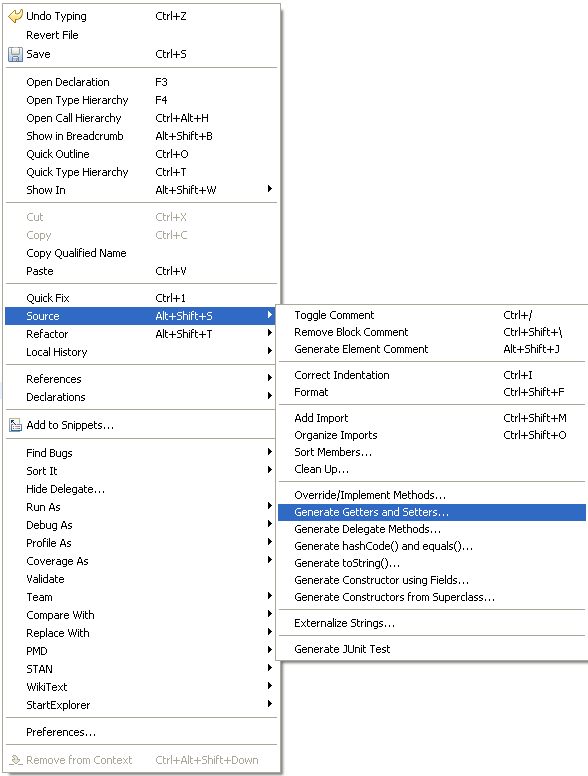 Undo Typing Ctrl+Z
Revert File
Save Ctrl+S
Open Declaration F3
Open Type Hierarchy F4
Open Call Hierarchy Ctrl+Alt+H
Show in Breadcrumb Alt+Shift+B
Quick Outline Ctrl+O
Quick Type Hierarchy Ctrl+T
Show In Alt+Shift+W
Cut Ctrl+X
Copy Ctrl+C
Copy Qualified Name
Paste Ctrl+V
Quick Fix Ctrl+1
Source Alt+Shift+S
Refactor Alt+Shift+T
Local History
References
Declarations
Add to Snippets...
Find Bugs
Sort It
Hide Delegate...
Run As
Debug As
Profile As
Coverage As
Validate
Team
Compare With
Replace With
PMD
STAN
WikiText
StartExplorer
Preferences...
Remove from Context Ctrl+Alt+Shift+Down
Toggle Comment Ctrl+/
Remove Block Comment Ctrl+Shift+\
Generate Element Comment Alt+Shift+J
Correct Indentation Ctrl+I
Format Ctrl+Shift+F
Add Import Ctrl+Shift+M
Organize Imports Ctrl+Shift+O
Sort Members...
Clean Up...
Override/Implement Methods...
Generate Getters and Setters...
Generate Delegate Methods...
Generate hashCode() and equals()...
Generate toString()...
Generate Constructor using Fields...
Generate Constructors from Superclass...
Externalize Strings...
Generate JUnit Test